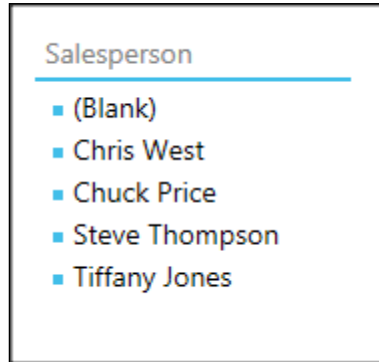 Salesperson
(Blank)
Chris West
Chuck Price
Steve Thompson
Tiffany Jones